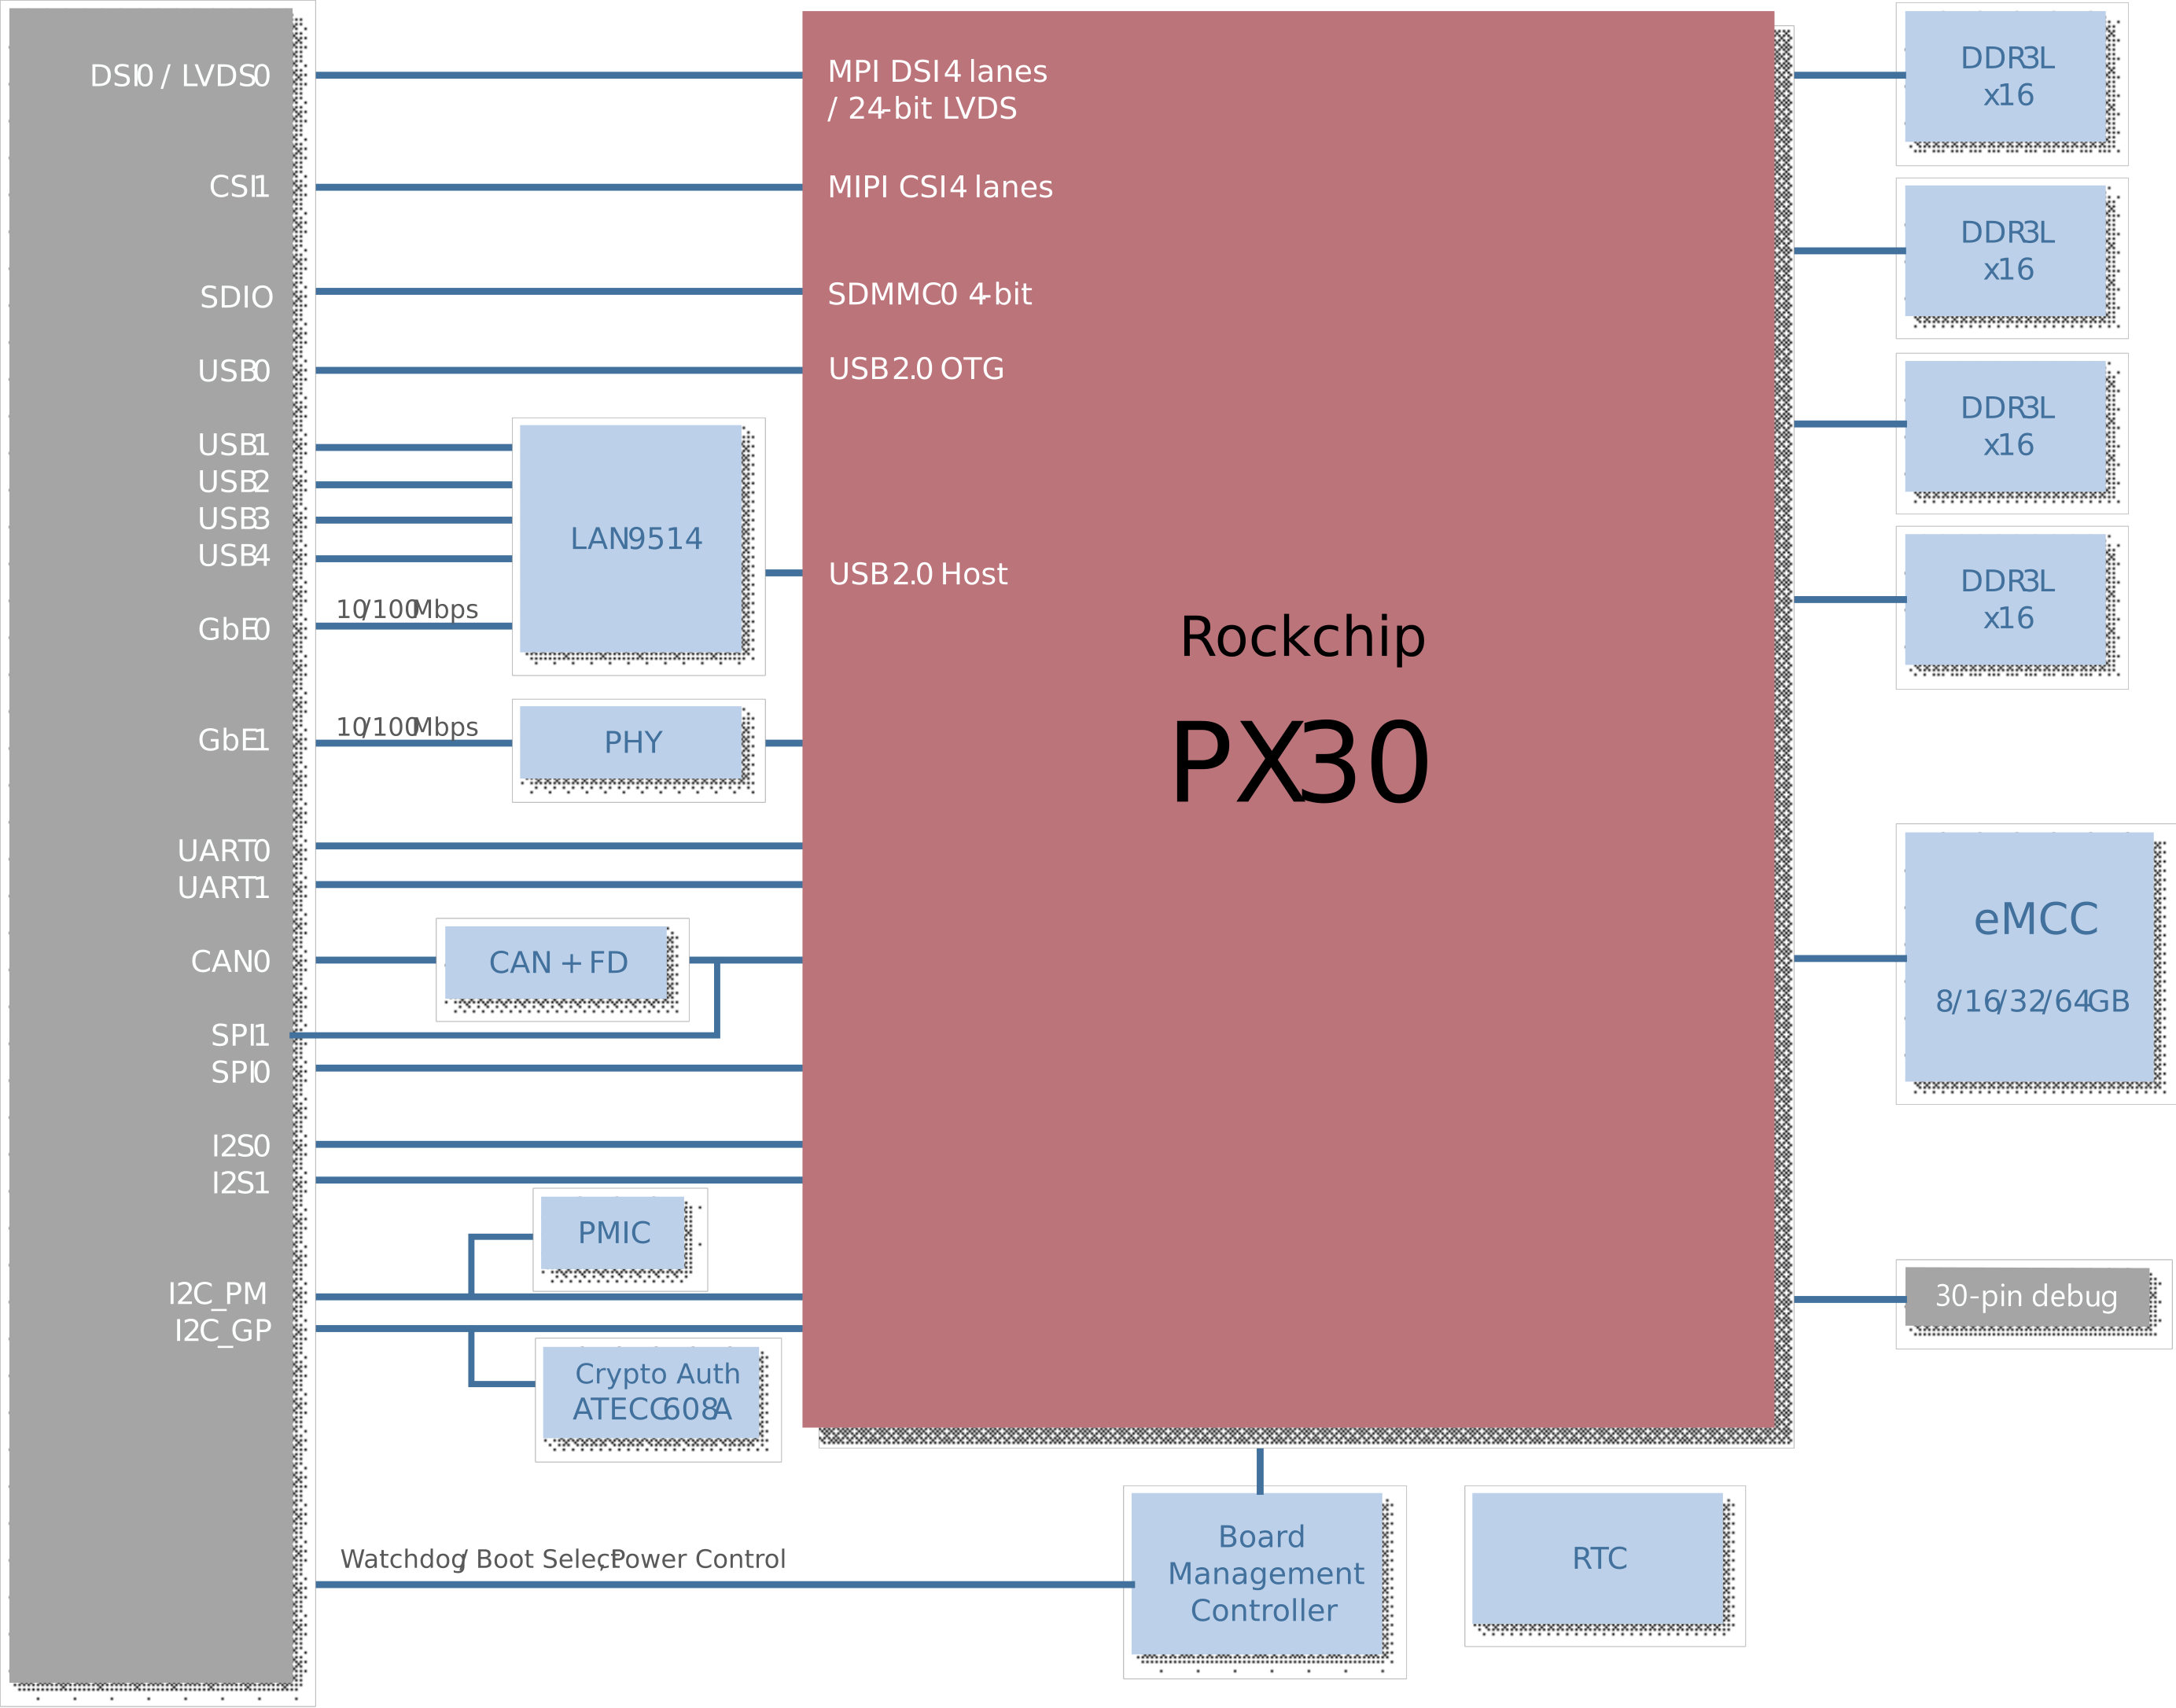 DSI0 / LVDS0
CSI1
SDIO
USB0
USB1
USB2
USB3
USB4
GbE0
GbE1
UART0
UART1
CAN0
SPI1
SPI0
I2S0
I2S1
I2C_PM
I2C_GP
10/100Mbps
LAN9514
10/100Mbps
PHY
CAN + FD
PMIC
Crypto Auth
ATECC608A
Watchdog/ Boot Select, Power Control
MPI DSI 4 lanes
/ 24-bit LVDS
MIPI CSI 4 lanes
SDMMC0 4-bit
USB 2.0 OTG
USB 2.0 Host
Rockchip
PX30
DDR3L
x16
DDR3L
x16
DDR3L
x16
DDR3L
x16
eMCC
8/16/32/64GB
30-pin debug
Board
Management
Controller
RTC